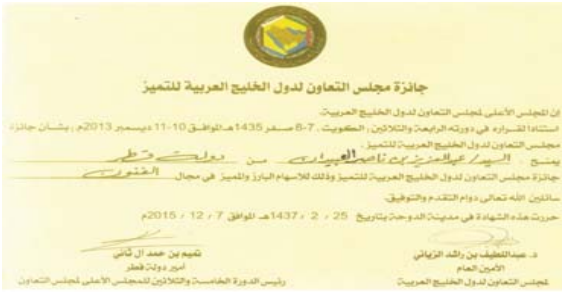 جائزة مجلس التعاون لدول الخليج العربية للتميز
إن المجلس الأعلى لمجلس التعاون لدول الخليج العربية،
استنادا لقراره في دورته الرابعة والثلاثين، الكويت، 7-8 صفر 1435هـ الموافق 10-11 ديسمبر 2013م، بشأن جائزة
مجلس التعاون لدول الخليج العربية للتميز،
يمنح، السيد/ عبدالعزيز بن ناصر العبيدان من دولة قطر
جائزة مجلس التعاون لدول الخليج العربية للتميز وذلك للاسهام البارز والمميز في مجال الفنون
سائلين الله تعالى دوام التقدم والتوفيق،
حررت هذه الشهادة في مدينة الدوحة بتاريخ 25 / 2 / 1437هـ الموافق 7 / 12 / 2015م
د. عبداللطيف بن راشد الزياني
الأمين العام
لمجلس التعاون لدول الخليج العربية
تميم بن حمد آل ثاني
أمير دولة قطر
رئيس الدورة الخامسة والثلاثين للمجلس الأعلى لمجلس التعاون